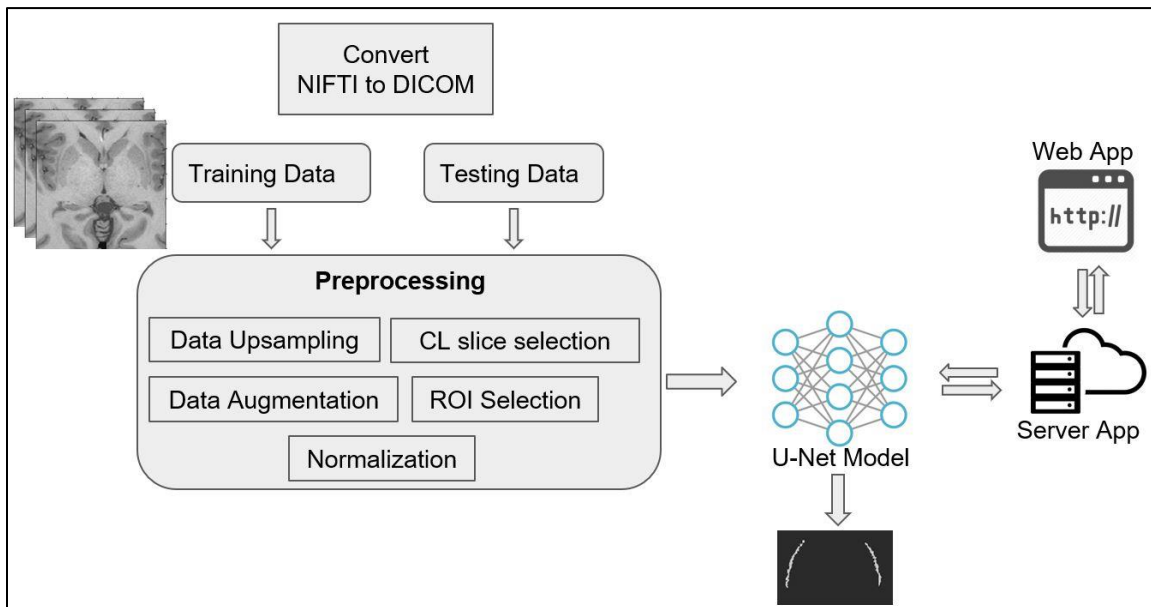 Convert
NIFTI to DICOM
Training Data
Testing Data
Preprocessing
Data Upsampling
CL slice selection
Data Augmentation
ROI Selection
Normalization
U-Net Model
Web App
http://
Server App